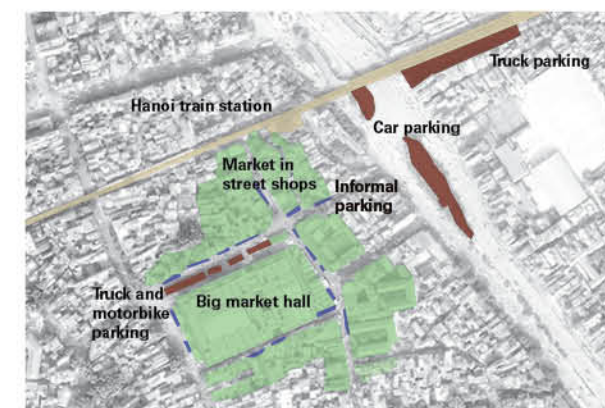 Truck parking
Hanoi train station
Car parking
Market in
street shops
Informal
parking
Truck and
motorbike
parking
Big market hall